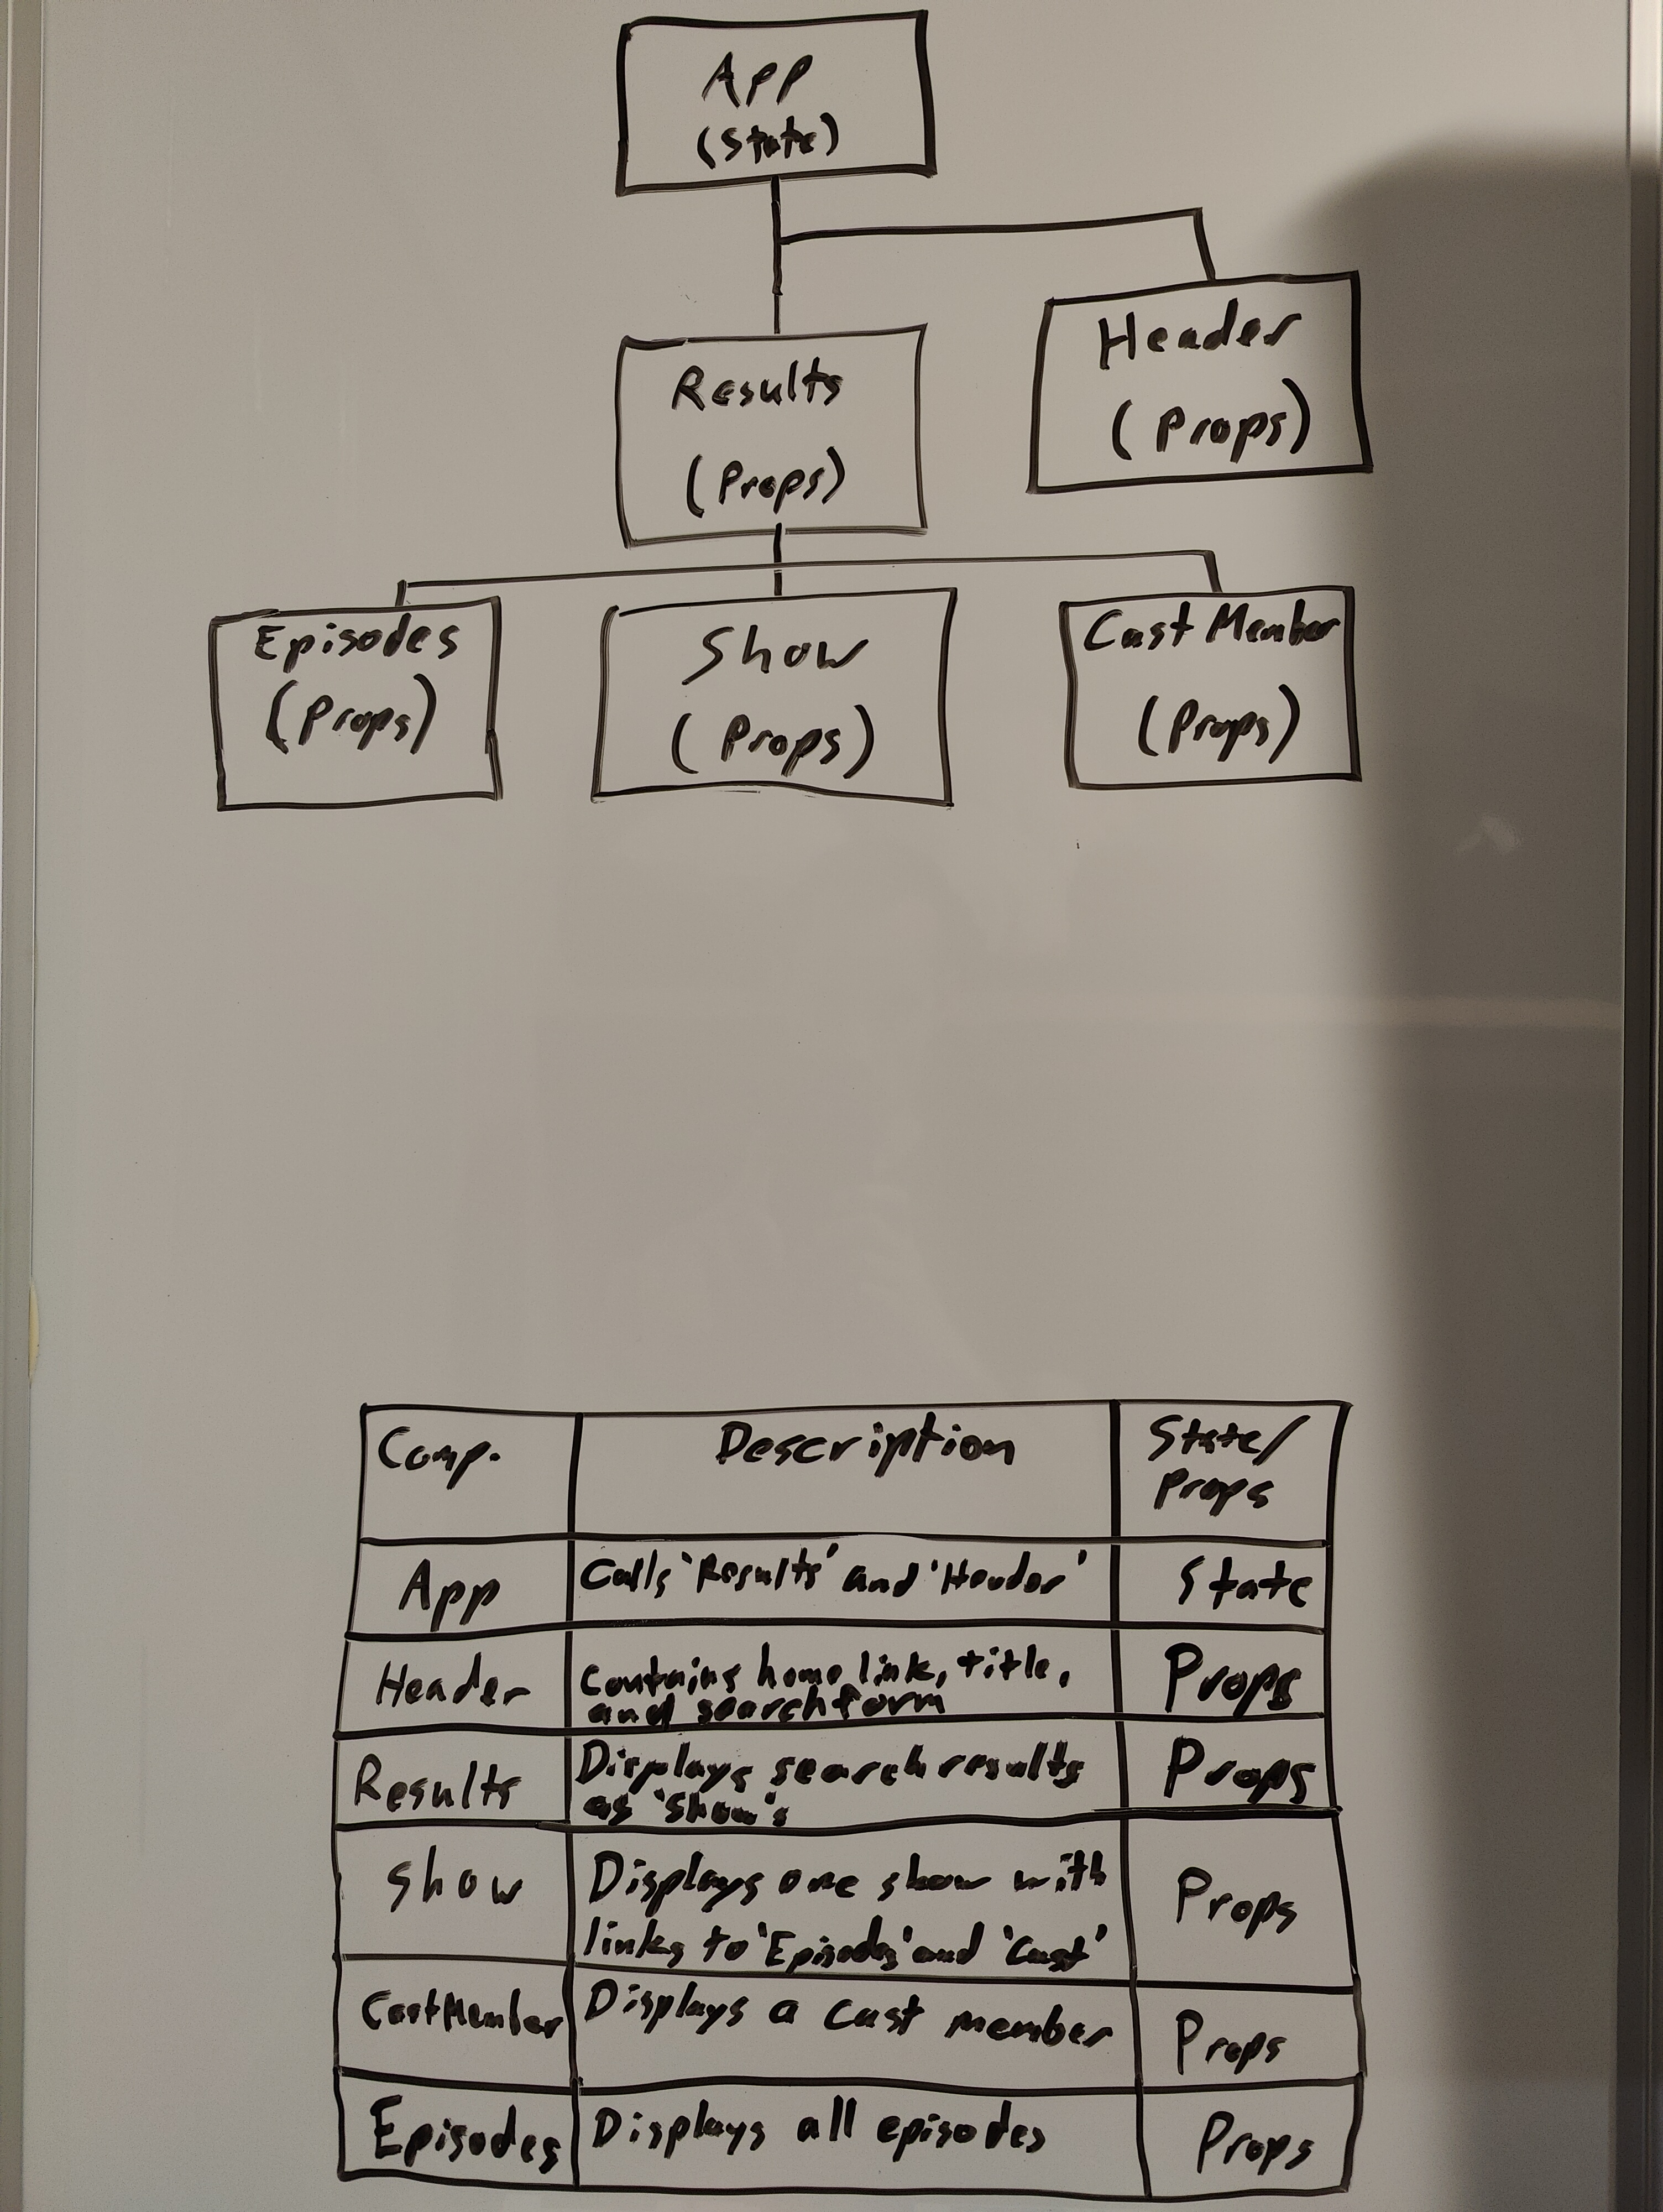 App
(State)
Header
(Props)
Results
(Props)
Episodes
(Props)
Show
(Props)
Cast Member
(Props)
Comp.
Description
State/
Props
App
Calls 'Results' and 'Header'
State
Header
Contains home link, title,
and search form
Props
Results
Displays search results
as 'Show's
Props
Show
Displays one show with
links to 'Episodes' and 'Cast'
Props
CastMember
Displays a cast member
Props
Episodes
Displays all episodes
Props